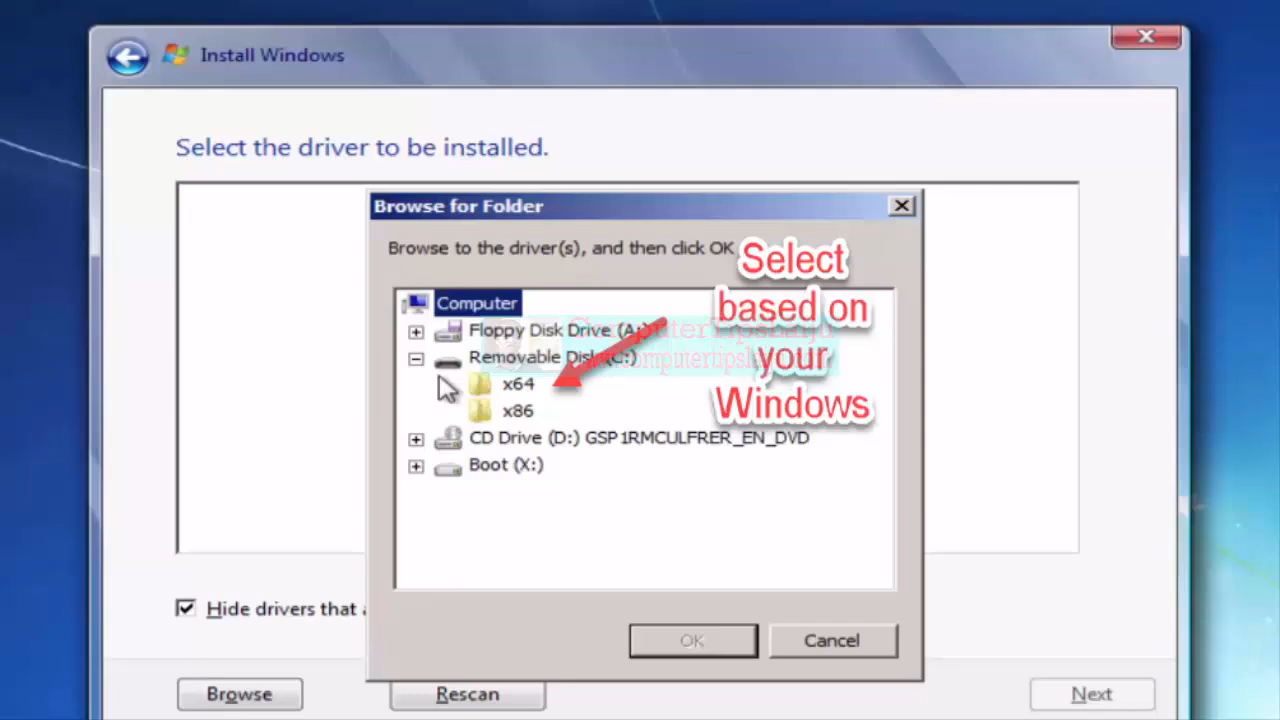 Install Windows
Select the driver to be installed.
Browse for Folder
Browse to the driver(s), and then click OK
Select
based on
your
Windows
Computer
Floppy Disk Drive (A:)
Removable Disk (C:)
x64
x86
CD Drive (D:) GSP1RMCULFRER_EN_DVD
Boot (X:)
Hide drivers that
OK
Cancel
Browse
Rescan
Next